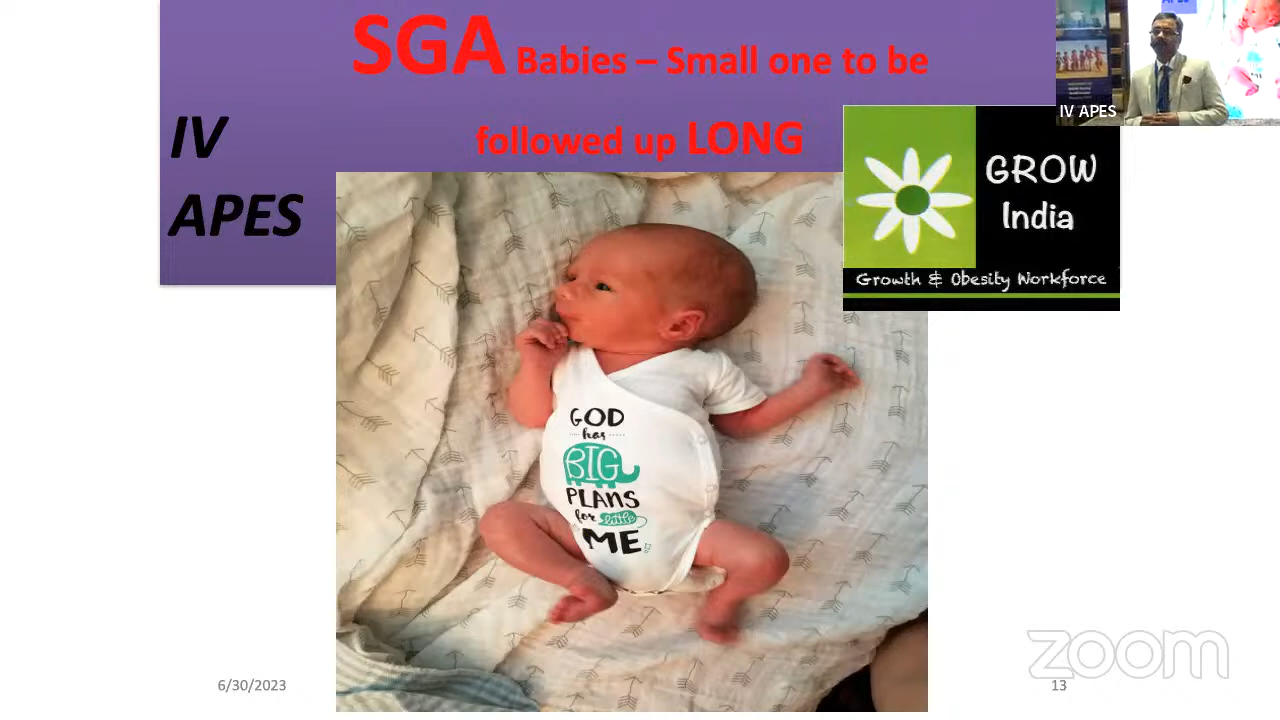 SGA Babies – Small one to be
followed up LONG
IV
APES
IV APES
GROW
India
Growth & Obesity Workforce
GOD
has
BIG
PLANS
for little
ME
6/30/2023
13
zoom